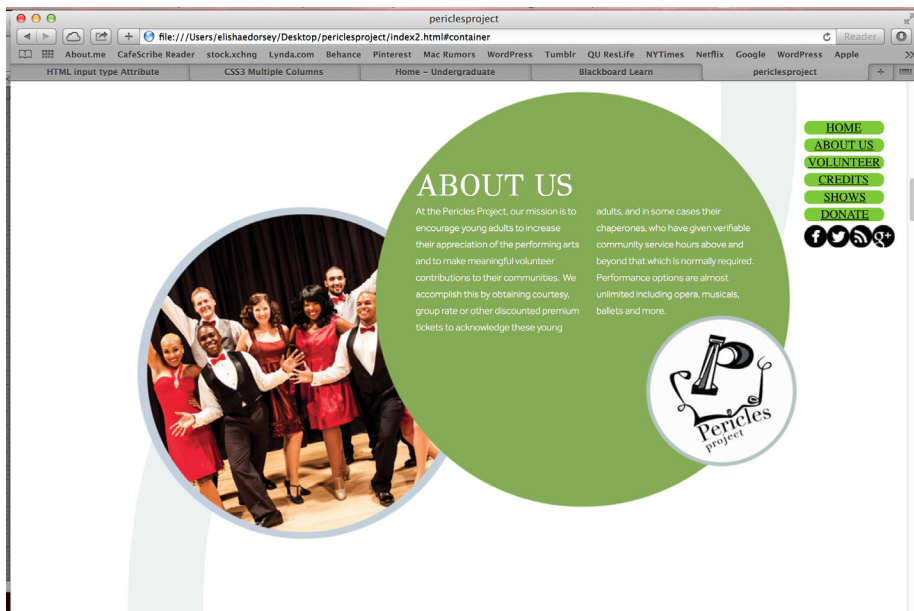 periclesproject
file:///Users/elishaedorsey/Desktop/periclesproject/index2.html#container
Reader
About.me CafeScribe Reader stock.xchng Lynda.com Behance Pinterest Mac Rumors WordPress Tumblr QU ResLife NYTimes Netflix Google WordPress Apple
HTML input type Attribute CSS3 Multiple Columns Home – Undergraduate Blackboard Learn periclesproject
ABOUT US
At the Pericles Project, our mission is to
encourage young adults to increase
their appreciation of the performing arts
and to make meaningful volunteer
contributions to their communities. We
accomplish this by obtaining courtesy,
group rate or other discounted premium
tickets to acknowledge these young
adults, and in some cases their
chaperones, who have given verifiable
community service hours above and
beyond that which is normally required.
Performance options are almost
unlimited including opera, musicals,
ballets and more.
P
Pericles
project
HOME
ABOUT US
VOLUNTEER
CREDITS
SHOWS
DONATE